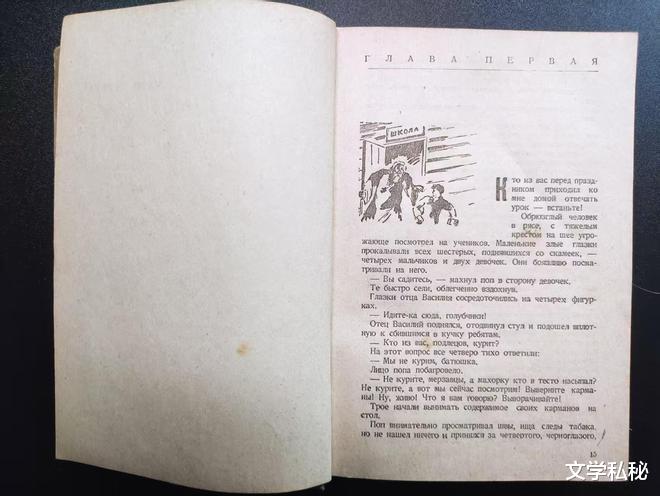 ГЛАВА ПЕРВАЯ
ШКОЛА
Кто из вас перед празд-
ником приходил ко
мне домой отвечать
урок — встаньте!
Обрюзглый человек
в рясе, с тяжелым
крестом на шее угро-
жающе посмотрел на учеников. Маленькие злые глазки
прокалывали всех шестерых, поднявшихся со скамеек, —
четырех мальчиков и двух девочек. Они боязливо посма-
тривали на него.
— Вы садитесь, — махнул поп в сторону девочек.
Те быстро сели, облегченно вздохнув.
Глазки отца Василия сосредоточились на четырех фигур-
ках.
— Идите-ка сюда, голубчики!
Отец Василий поднялся, отодвинул стул и подошел вплот-
ную к сбившимся в кучку ребятам.
— Кто из вас, подлецов, курит?
На этот вопрос все четверо тихо ответили:
— Мы не курим, батюшка.
Лицо попа побагровело.
— Не курите, мерзавцы, а махорку кто в тесто насыпал?
Не курите, а вот мы сейчас посмотрим! Выверните карма-
ны! Ну, живо! Что я вам говорю? Выворачивайте!
Трое начали вынимать содержимое своих карманов на
стол.
Поп внимательно просматривал швы, ища следы табака,
но не нашел ничего и принялся за четвертого, черноглазого,
15
文学私秘